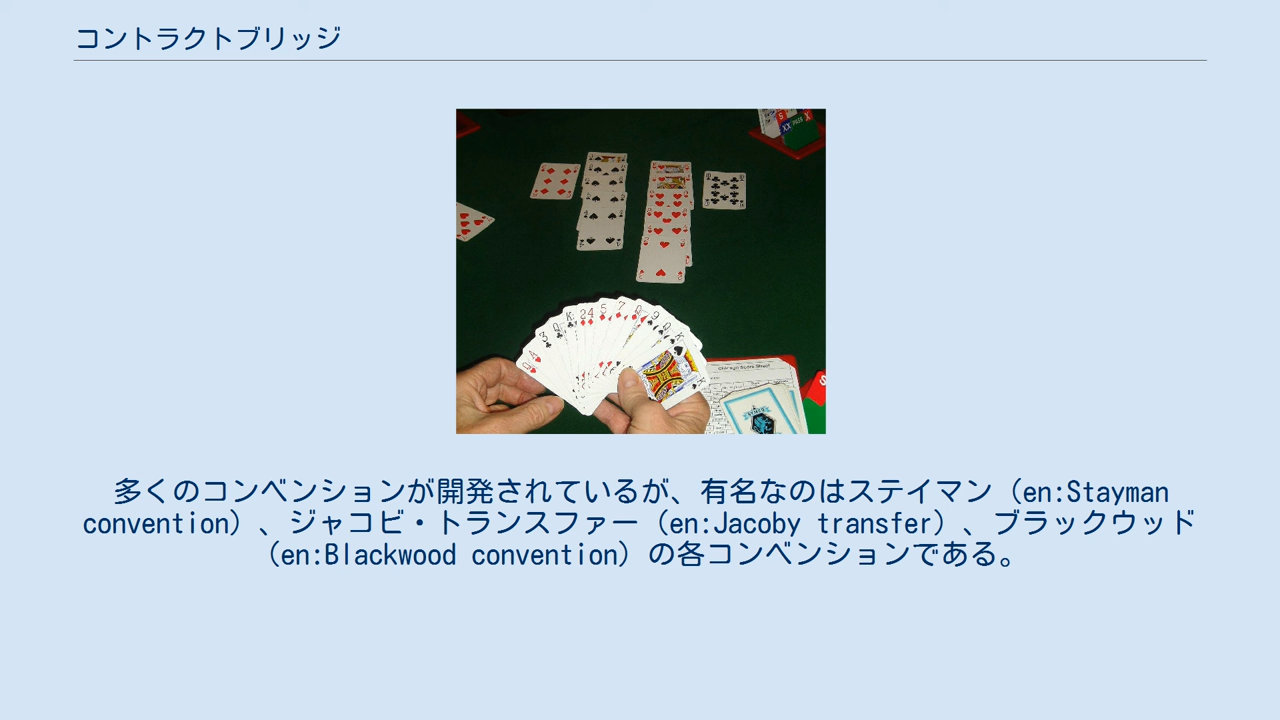 コントラクトブリッジ
多くのコンベンションが開発されているが、有名なのはステイマン（en:Stayman
convention）、ジャコビ・トランスファー（en:Jacoby transfer）、ブラックウッド
（en:Blackwood convention）の各コンベンションである。